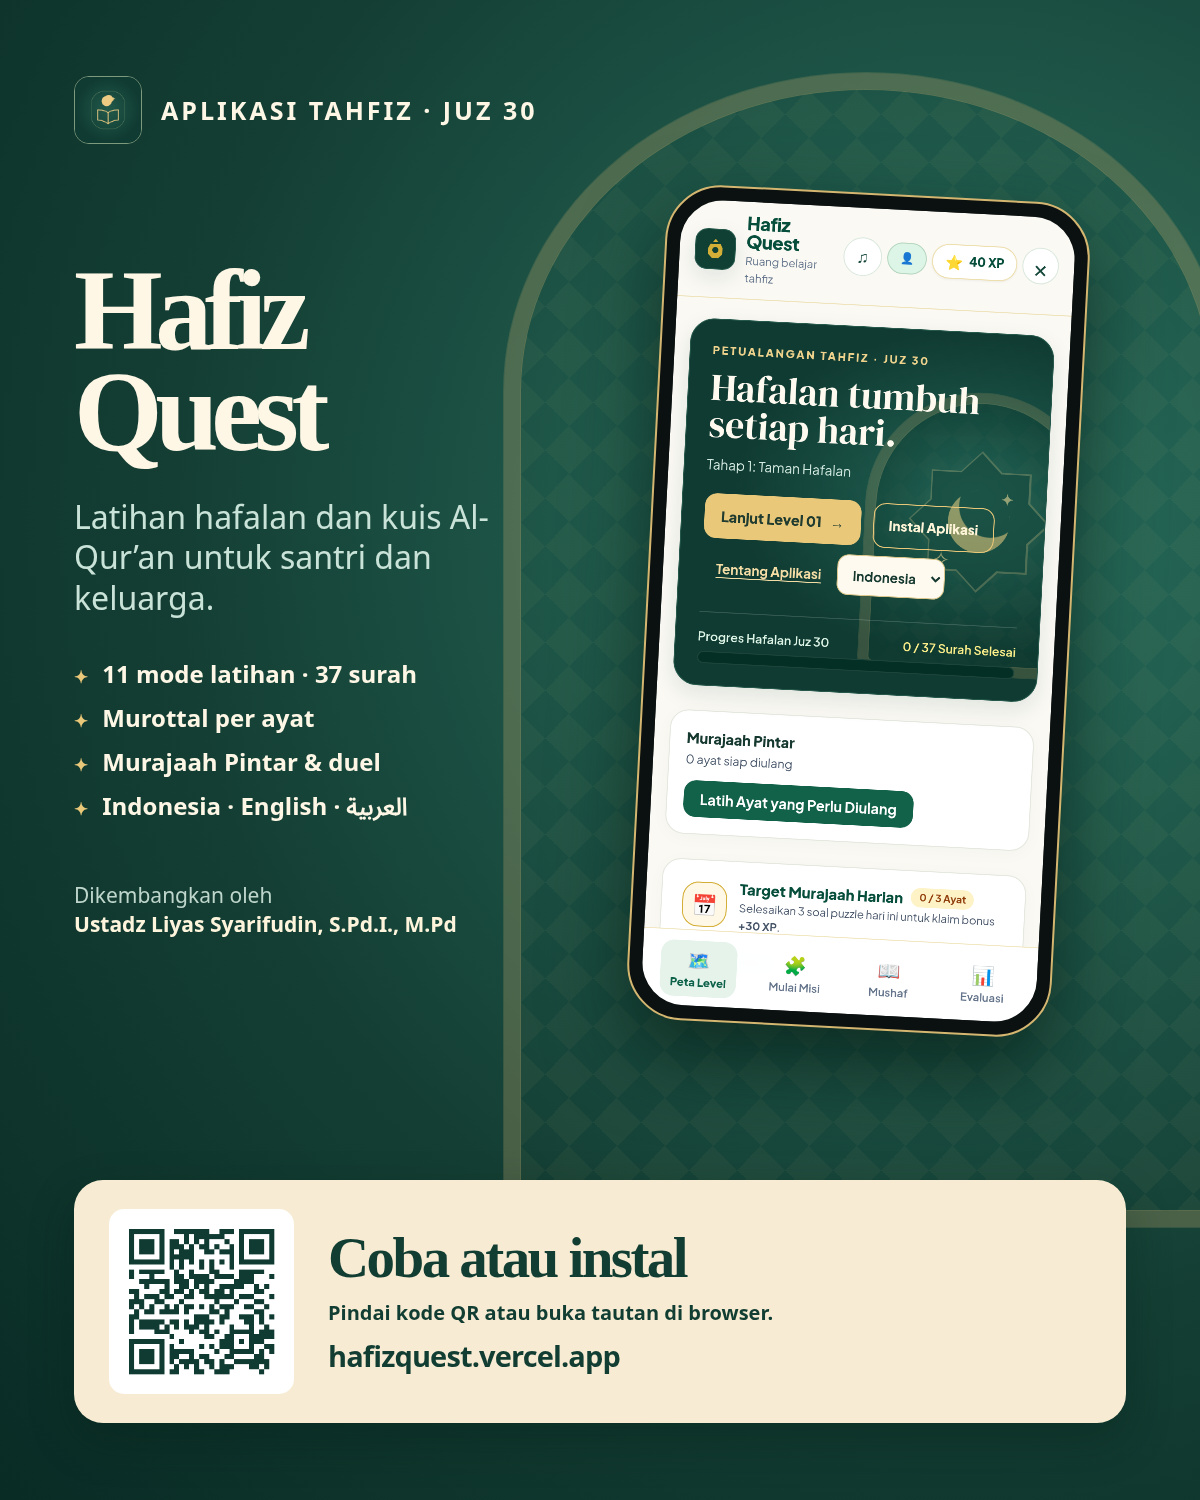 APLIKASI TAHFIZ · JUZ 30
Hafiz
Quest
Latihan hafalan dan kuis Al-
Qur’an untuk santri dan
keluarga.
✦ 11 mode latihan · 37 surah
✦ Murottal per ayat
✦ Murajaah Pintar & duel
✦ Indonesia · English · العربية
Dikembangkan oleh
Ustadz Liyas Syarifudin, S.Pd.I., M.Pd
Hafiz
Quest
Ruang belajar
tahfiz
40 XP
PETUALANGAN TAHFIZ · JUZ 30
Hafalan tumbuh
setiap hari.
Tahap 1: Taman Hafalan
Lanjut Level 01 →
Instal Aplikasi
Tentang Aplikasi
Indonesia
Progres Hafalan Juz 30
0 / 37 Surah Selesai
Murajaah Pintar
0 ayat siap diulang
Latih Ayat yang Perlu Diulang
Target Murajaah Harian
0 / 3 Ayat
Selesaikan 3 soal puzzle hari ini untuk klaim bonus
+30 XP.
Peta Level
Mulai Misi
Mushaf
Evaluasi
Coba atau instal
Pindai kode QR atau buka tautan di browser.
hafizquest.vercel.app